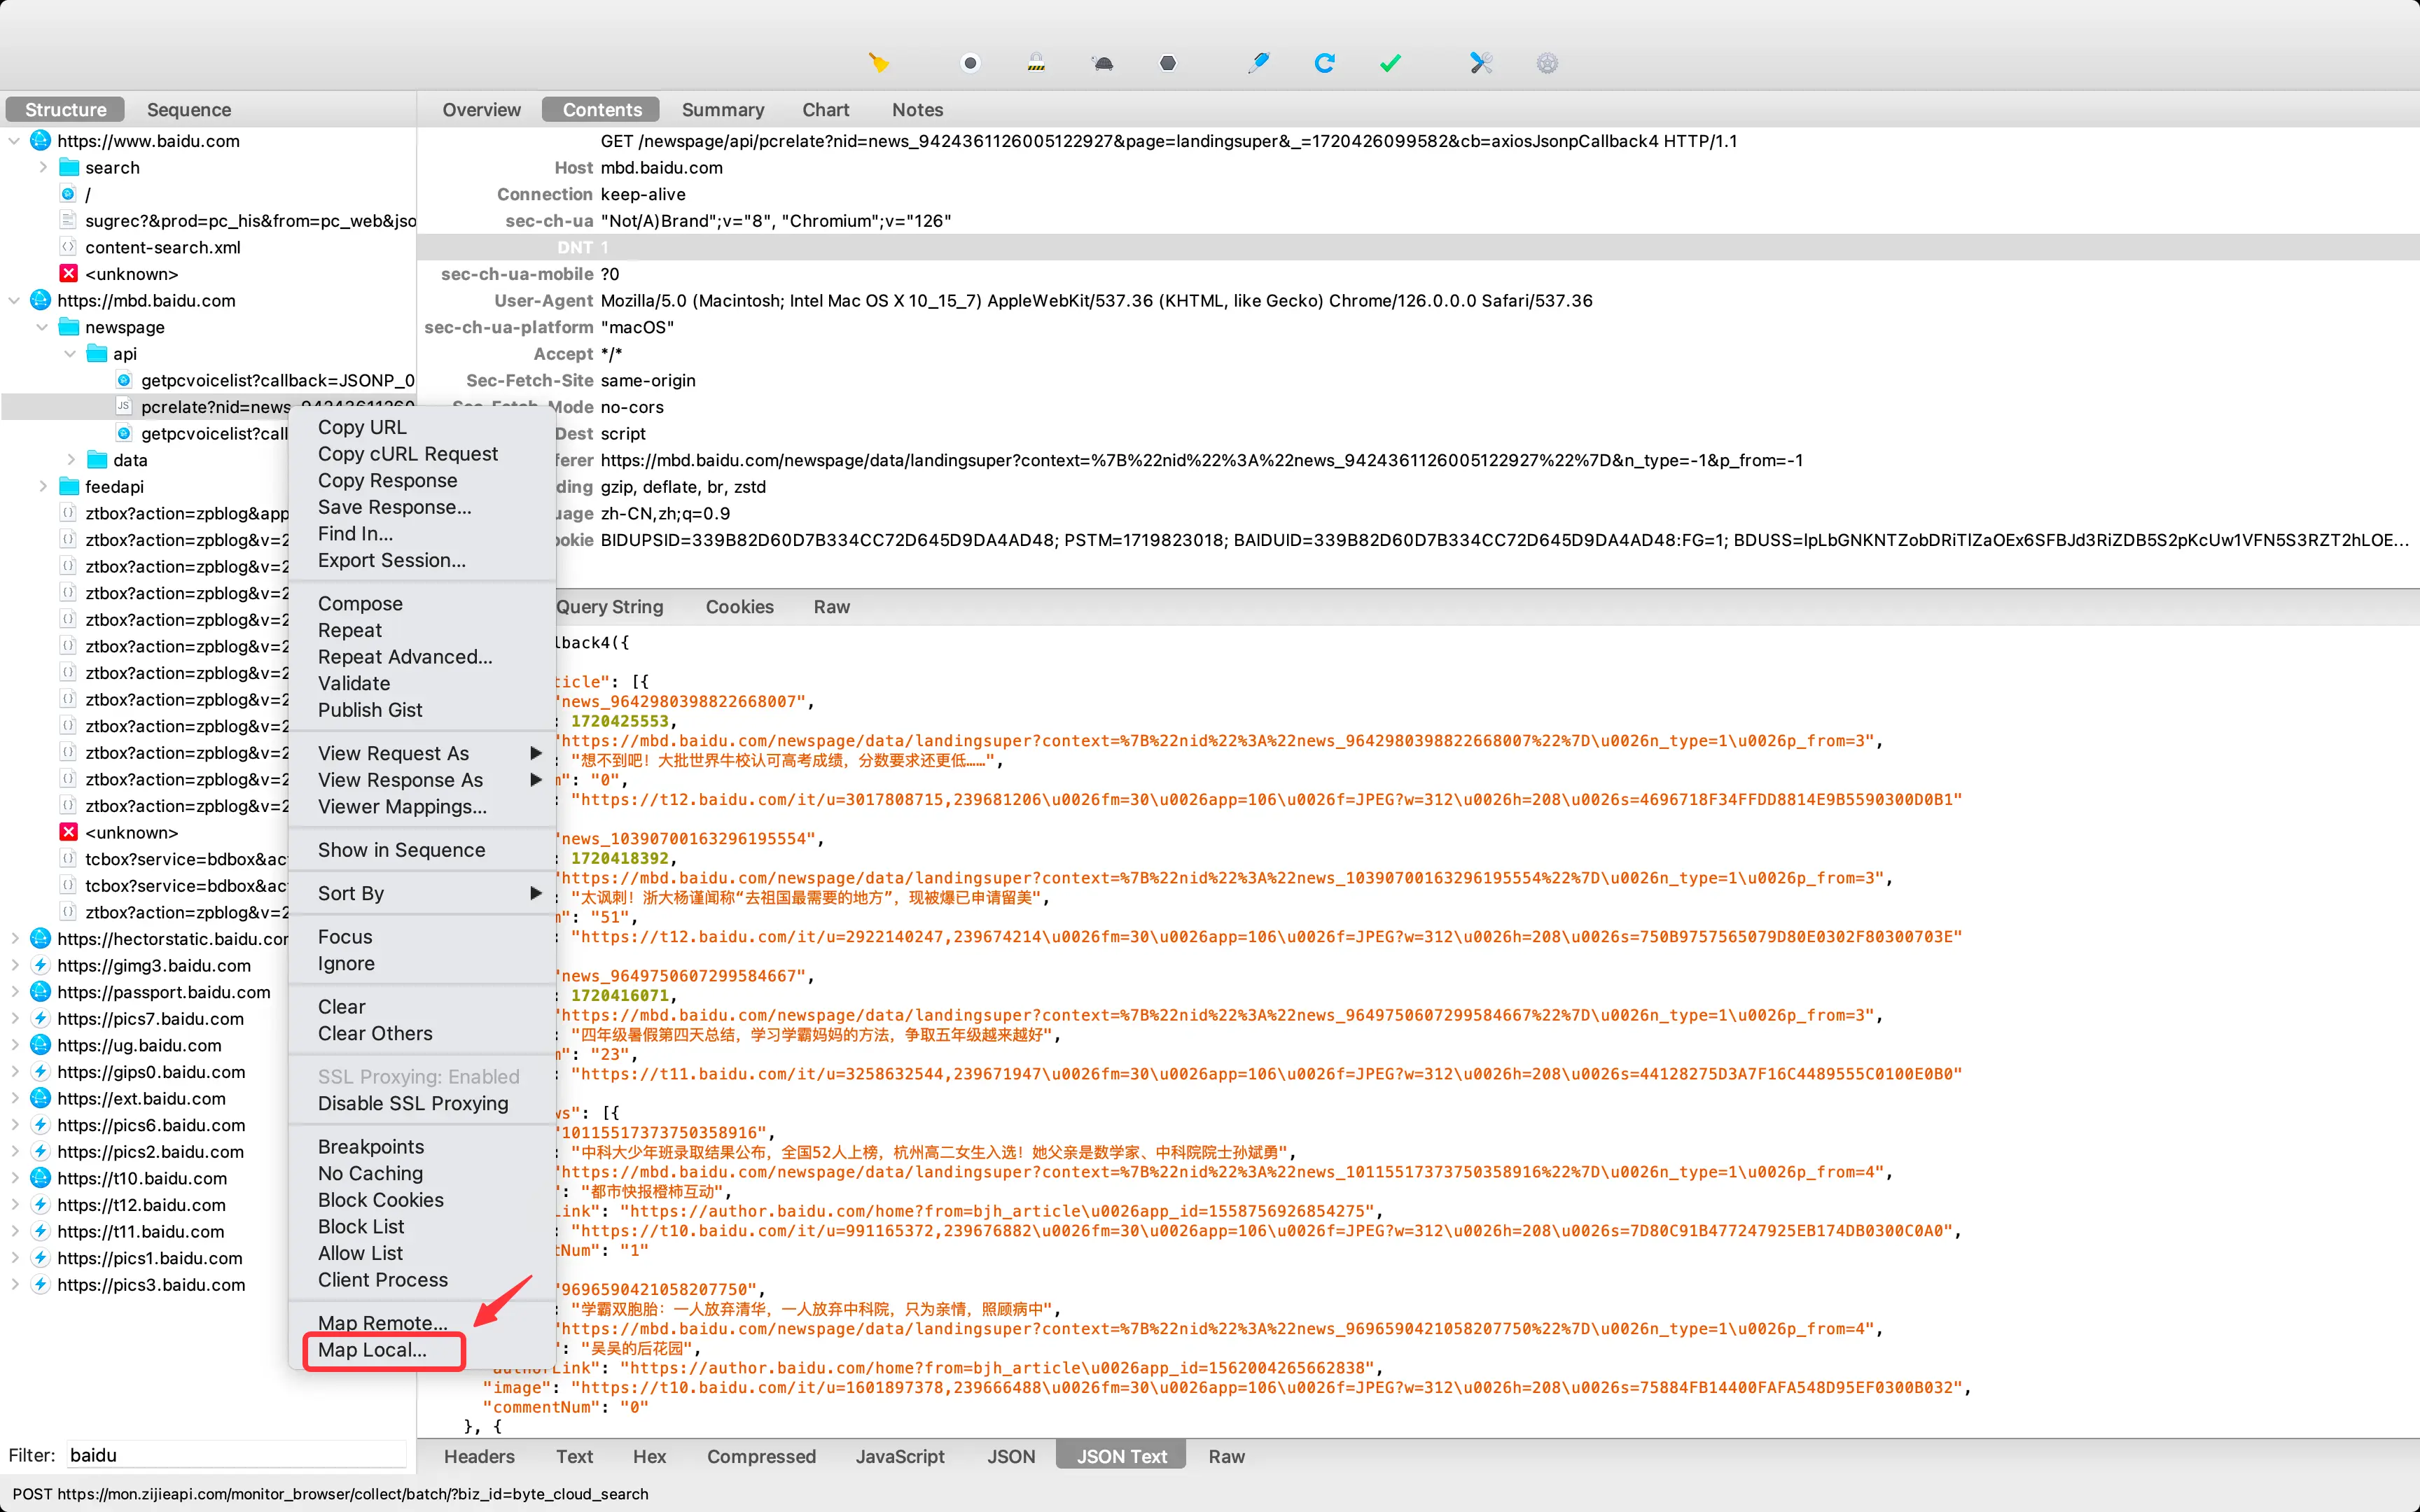 Structure Sequence
Overview Contents Summary Chart Notes
https://www.baidu.com
search
/
sugrec?&prod=pc_his&from=pc_web&jso
content-search.xml
<unknown>
https://mbd.baidu.com
newspage
api
getpcvoicelist?callback=JSONP_0
pcrelate?nid=news_
getpcvoicelist?call
data
feedapi
ztbox?action=zpblog&app
ztbox?action=zpblog&v=2
ztbox?action=zpblog&v=2
ztbox?action=zpblog&v=2
ztbox?action=zpblog&v=2
ztbox?action=zpblog&v=2
ztbox?action=zpblog&v=2
ztbox?action=zpblog&v=2
ztbox?action=zpblog&v=2
ztbox?action=zpblog&v=2
ztbox?action=zpblog&v=2
ztbox?action=zpblog&v=2
<unknown>
tcbox?service=bdbox&ac
tcbox?service=bdbox&ac
ztbox?action=zpblog&v=2
https://hectorstatic.baidu.cor
https://gimg3.baidu.com
https://passport.baidu.com
https://pics7.baidu.com
https://ug.baidu.com
https://gips0.baidu.com
https://ext.baidu.com
https://pics6.baidu.com
https://pics2.baidu.com
https://t10.baidu.com
https://t12.baidu.com
https://t11.baidu.com
https://pics1.baidu.com
https://pics3.baidu.com
Filter: baidu
Copy URL
Copy cURL Request
Copy Response
Save Response...
Find In...
Export Session...
Compose
Repeat
Repeat Advanced...
Validate
Publish Gist
View Request As
View Response As
Viewer Mappings...
Show in Sequence
Sort By
Focus
Ignore
Clear
Clear Others
SSL Proxying: Enabled
Disable SSL Proxying
Breakpoints
No Caching
Block Cookies
Block List
Allow List
Client Process
Map Remote...
Map Local...
GET /newspage/api/pcrelate?nid=news_9424361126005122927&page=landingsuper&_=1720426099582&cb=axiosJsonpCallback4 HTTP/1.1
Host mbd.baidu.com
Connection keep-alive
sec-ch-ua "Not/A)Brand";v="8", "Chromium";v="126"
DNT 1
sec-ch-ua-mobile ?0
User-Agent Mozilla/5.0 (Macintosh; Intel Mac OS X 10_15_7) AppleWebKit/537.36 (KHTML, like Gecko) Chrome/126.0.0.0 Safari/537.36
sec-ch-ua-platform "macOS"
Accept */*
Sec-Fetch-Site same-origin
Sec-Fetch-Mode no-cors
Dest script
ferer https://mbd.baidu.com/newspage/data/landingsuper?context=%7B%22nid%22%3A%22news_9424361126005122927%22%7D&n_type=-1&p_from=-1
ding gzip, deflate, br, zstd
uage zh-CN,zh;q=0.9
ookie BIDUPSID=339B82D60D7B334CC72D645D9DA4AD48; PSTM=1719823018; BAIDUID=339B82D60D7B334CC72D645D9DA4AD48:FG=1; BDUSS=IpLbGNKNTZobDRiTlZaOEx6SFBJd3RiZDB5S2pKcUw1VFN5S3RZT2hLOE...
Query String Cookies Raw
lback4({
ticle": [{
"news_9642980398822668007",
: 1720425553,
"https://mbd.baidu.com/newspage/data/landingsuper?context=%7B%22nid%22%3A%22news_9642980398822668007%22%7D\u0026n_type=1\u0026p_from=3",
: "想不到吧！大批世界牛校认可高考成绩，分数要求还更低……",
": "0",
: "https://t12.baidu.com/it/u=3017808715,239681206\u0026fm=30\u0026app=106\u0026f=JPEG?w=312\u0026h=208\u0026s=4696718F34FFDD8814E9B5590300D0B1"
"news_10390700163296195554",
: 1720418392,
"https://mbd.baidu.com/newspage/data/landingsuper?context=%7B%22nid%22%3A%22news_10390700163296195554%22%7D\u0026n_type=1\u0026p_from=3",
: "太讽刺！浙大杨谨闻称“去祖国最需要的地方”，现被爆已申请留美",
": "51",
: "https://t12.baidu.com/it/u=2922140247,239674214\u0026fm=30\u0026app=106\u0026f=JPEG?w=312\u0026h=208\u0026s=750B9757565079D80E0302F80300703E"
"news_9649750607299584667",
: 1720416071,
"https://mbd.baidu.com/newspage/data/landingsuper?context=%7B%22nid%22%3A%22news_9649750607299584667%22%7D\u0026n_type=1\u0026p_from=3",
: "四年级暑假第四天总结，学习学霸妈妈的方法，争取五年级越来越好",
": "23",
: "https://t11.baidu.com/it/u=3258632544,239671947\u0026fm=30\u0026app=106\u0026f=JPEG?w=312\u0026h=208\u0026s=44128275D3A7F16C4489555C0100E0B0"
ws": [{
"10115517373750358916",
: "中科大少年班录取结果公布，全国52人上榜，杭州高二女生入选！她父亲是数学家、中科院院士孙斌勇",
"https://mbd.baidu.com/newspage/data/landingsuper?context=%7B%22nid%22%3A%22news_10115517373750358916%22%7D\u0026n_type=1\u0026p_from=4",
": "都市快报橙柿互动",
Link": "https://author.baidu.com/home?from=bjh_article\u0026app_id=1558756926854275",
: "https://t10.baidu.com/it/u=991165372,239676882\u0026fm=30\u0026app=106\u0026f=JPEG?w=312\u0026h=208\u0026s=7D80C91B477247925EB174DB0300C0A0",
tNum": "1"
"9696590421058207750",
: "学霸双胞胎：一人放弃清华，一人放弃中科院，只为亲情，照顾病中",
"https://mbd.baidu.com/newspage/data/landingsuper?context=%7B%22nid%22%3A%22news_9696590421058207750%22%7D\u0026n_type=1\u0026p_from=4",
": "吴吴的后花园",
authorLink": "https://author.baidu.com/home?from=bjh_article\u0026app_id=1562004265662838",
"image": "https://t10.baidu.com/it/u=1601897378,239666488\u0026fm=30\u0026app=106\u0026f=JPEG?w=312\u0026h=208\u0026s=75884FB14400FAFA548D95EF0300B032",
"commentNum": "0"
}, {
Headers Text Hex Compressed JavaScript JSON JSON Text Raw
POST https://mon.zijieapi.com/monitor_browser/collect/batch/?biz_id=byte_cloud_search